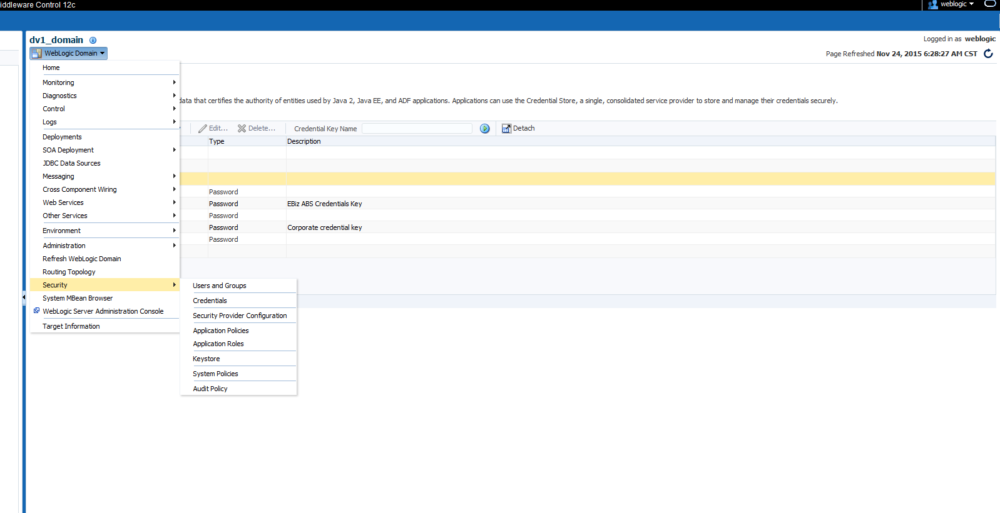 iddleware Control 12c
weblogic
dv1_domain
Logged in as weblogic
WebLogic Domain
Page Refreshed Nov 24, 2015 6:28:27 AM CST
Home
Monitoring
Diagnostics
data that certifies the authority of entities used by Java 2, Java EE, and ADF applications. Applications can use the Credential Store, a single, consolidated service provider to store and manage their credentials securely.
Control
Logs
Edit... Delete... Credential Key Name Detach
Deployments
Type Description
SOA Deployment
JDBC Data Sources
Messaging
Cross Component Wiring
Password
Web Services
Password EBiz ABS Credentials Key
Other Services
Password
Environment
Password Corporate credential key
Password
Administration
Refresh WebLogic Domain
Routing Topology
Security
System MBean Browser
WebLogic Server Administration Console
Target Information
Users and Groups
Credentials
Security Provider Configuration
Application Policies
Application Roles
Keystore
System Policies
Audit Policy